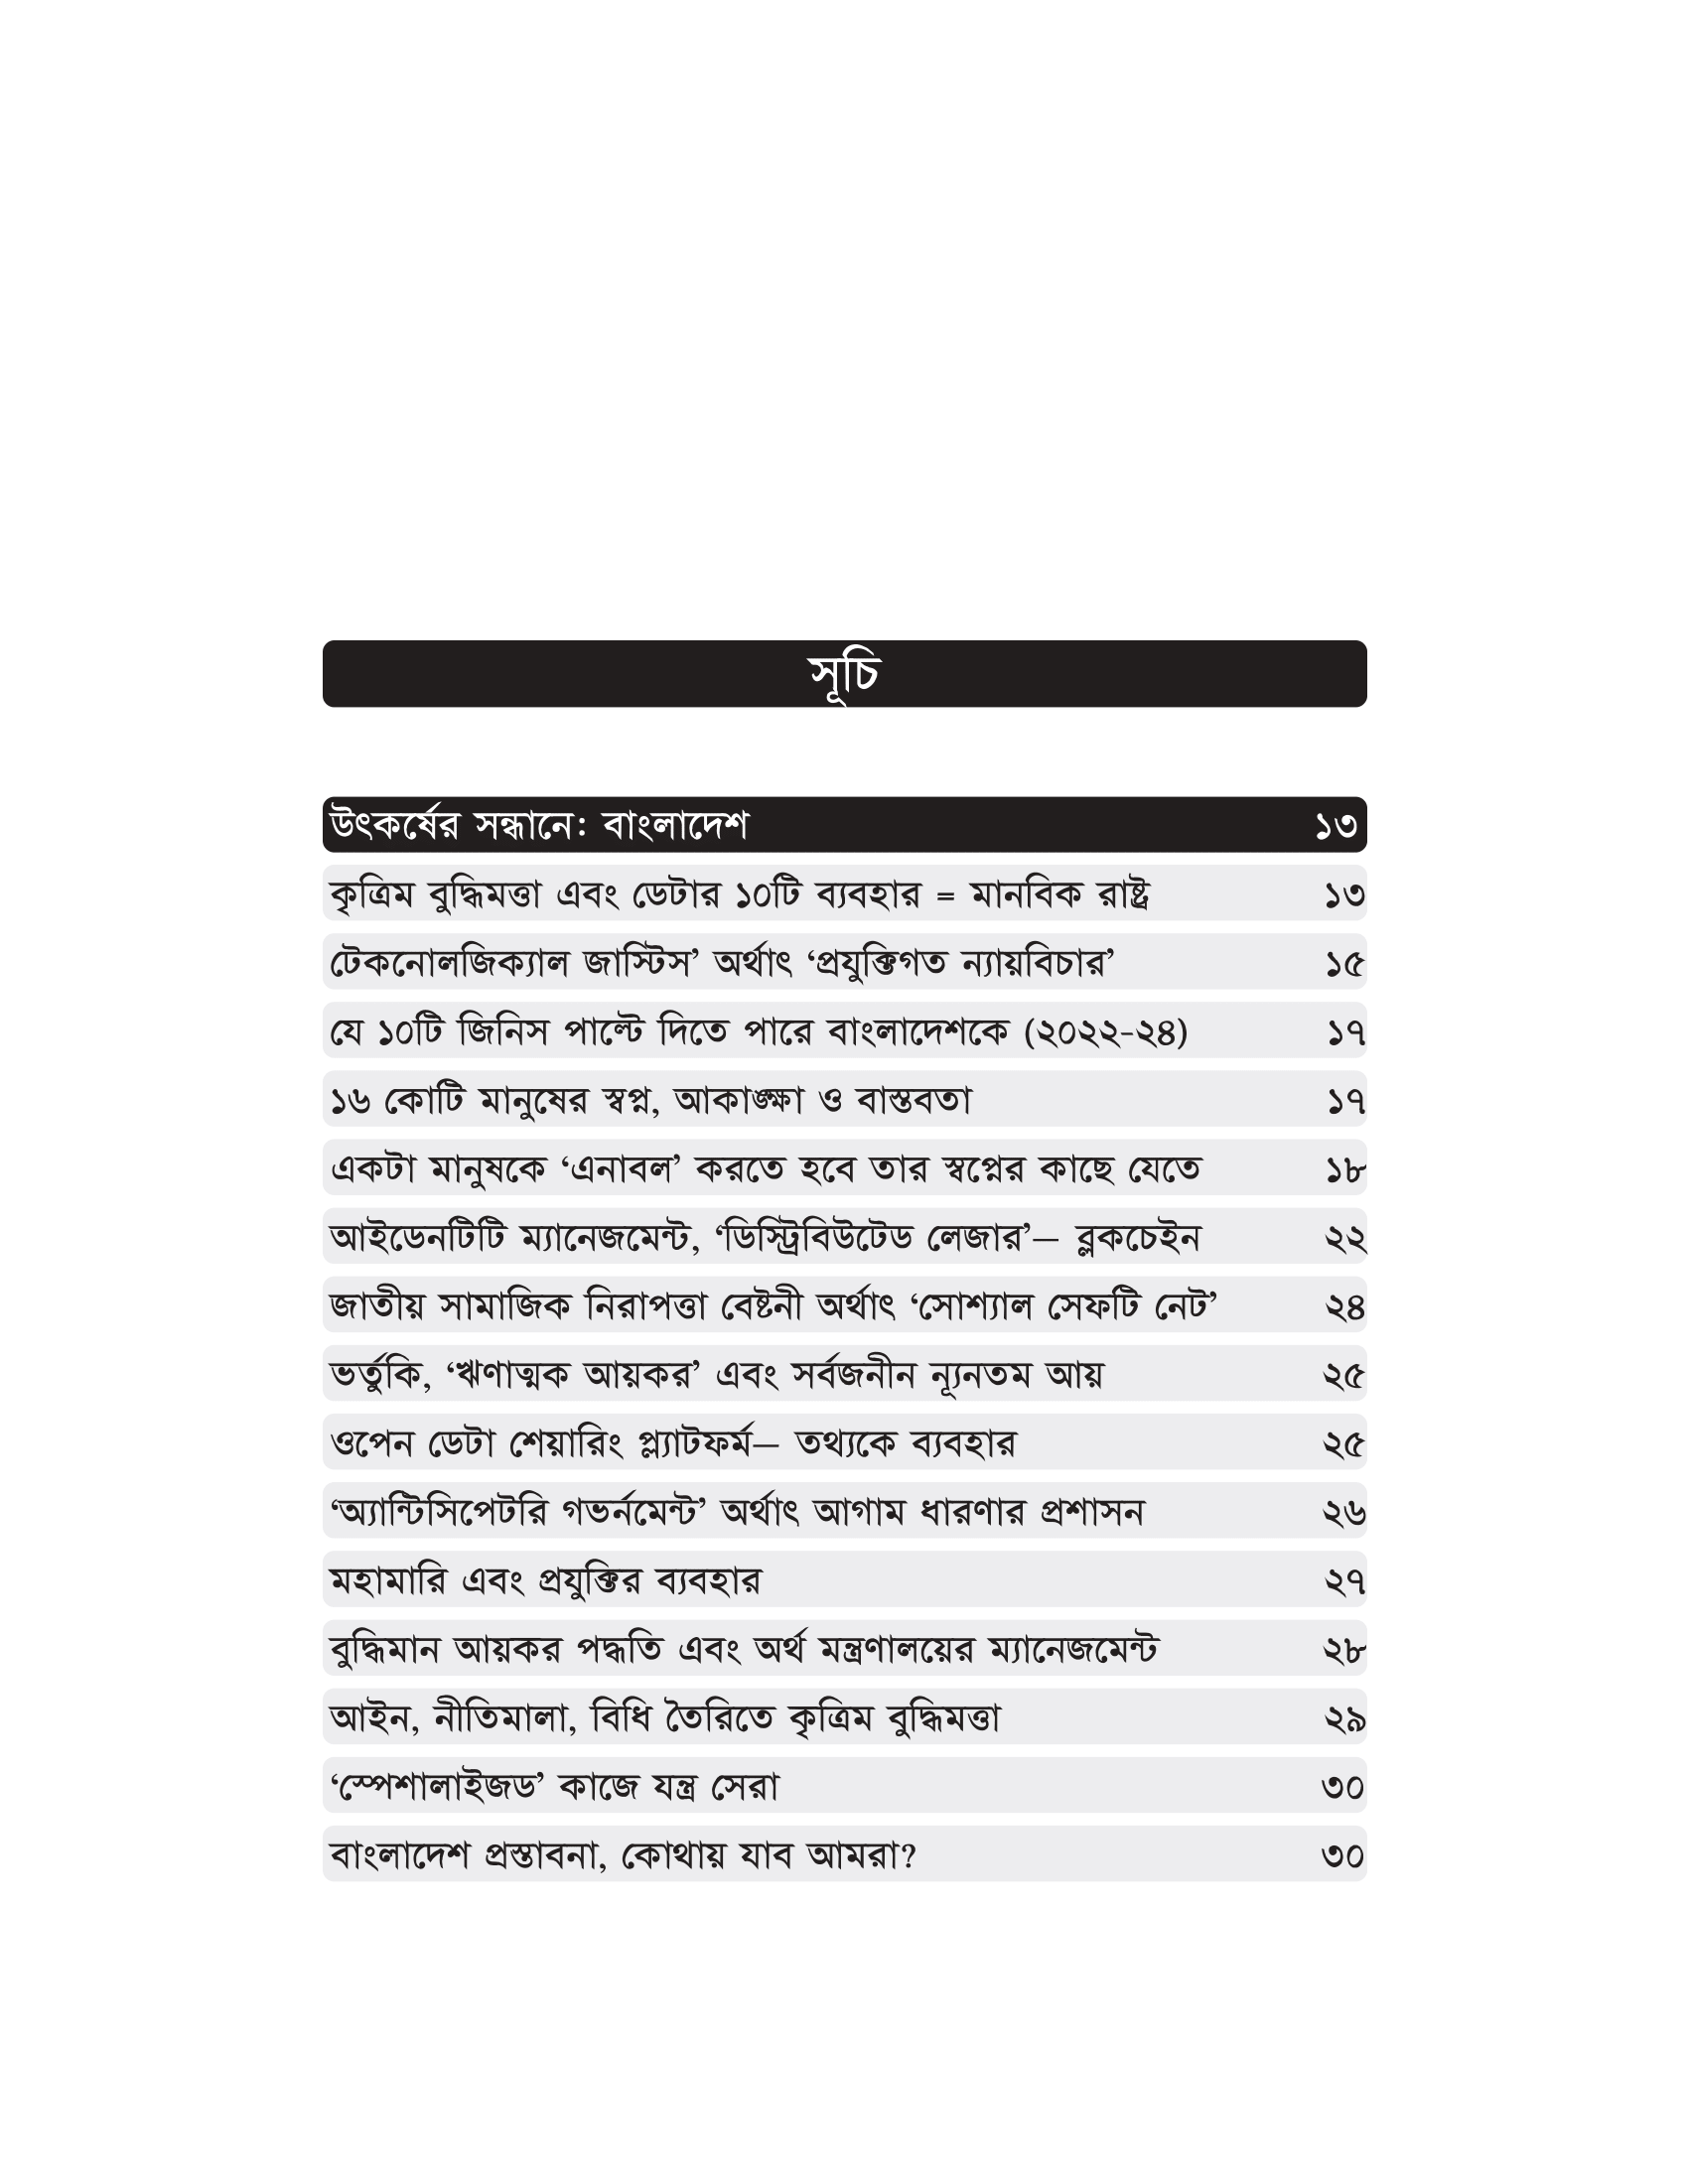 সূচি
উৎকর্ষের সন্ধানে: বাংলাদেশ ১৩
কৃত্রিম বুদ্ধিমত্তা এবং ডেটার ১০টি ব্যবহার = মানবিক রাষ্ট্র ১৩
টেকনোলজিক্যাল জাস্টিস’ অর্থাৎ ‘প্রযুক্তিগত ন্যায়বিচার’ ১৫
যে ১০টি জিনিস পাল্টে দিতে পারে বাংলাদেশকে (২০২২-২৪) ১৭
১৬ কোটি মানুষের স্বপ্ন, আকাঙ্ক্ষা ও বাস্তবতা ১৭
একটা মানুষকে ‘এনাবল’ করতে হবে তার স্বপ্নের কাছে যেতে ১৮
আইডেনটিটি ম্যানেজমেন্ট, ‘ডিস্ট্রিবিউটেড লেজার’— ব্লকচেইন ২২
জাতীয় সামাজিক নিরাপত্তা বেষ্টনী অর্থাৎ ‘সোশ্যাল সেফটি নেট’ ২৪
ভর্তুকি, ‘ঋণাত্মক আয়কর’ এবং সর্বজনীন ন্যূনতম আয় ২৫
ওপেন ডেটা শেয়ারিং প্ল্যাটফর্ম— তথ্যকে ব্যবহার ২৫
‘অ্যান্টিসিপেটরি গভর্নমেন্ট’ অর্থাৎ আগাম ধারণার প্রশাসন ২৬
মহামারি এবং প্রযুক্তির ব্যবহার ২৭
বুদ্ধিমান আয়কর পদ্ধতি এবং অর্থ মন্ত্রণালয়ের ম্যানেজমেন্ট ২৮
আইন, নীতিমালা, বিধি তৈরিতে কৃত্রিম বুদ্ধিমত্তা ২৯
‘স্পেশালাইজড’ কাজে যন্ত্র সেরা ৩০
বাংলাদেশ প্রস্তাবনা, কোথায় যাব আমরা? ৩০